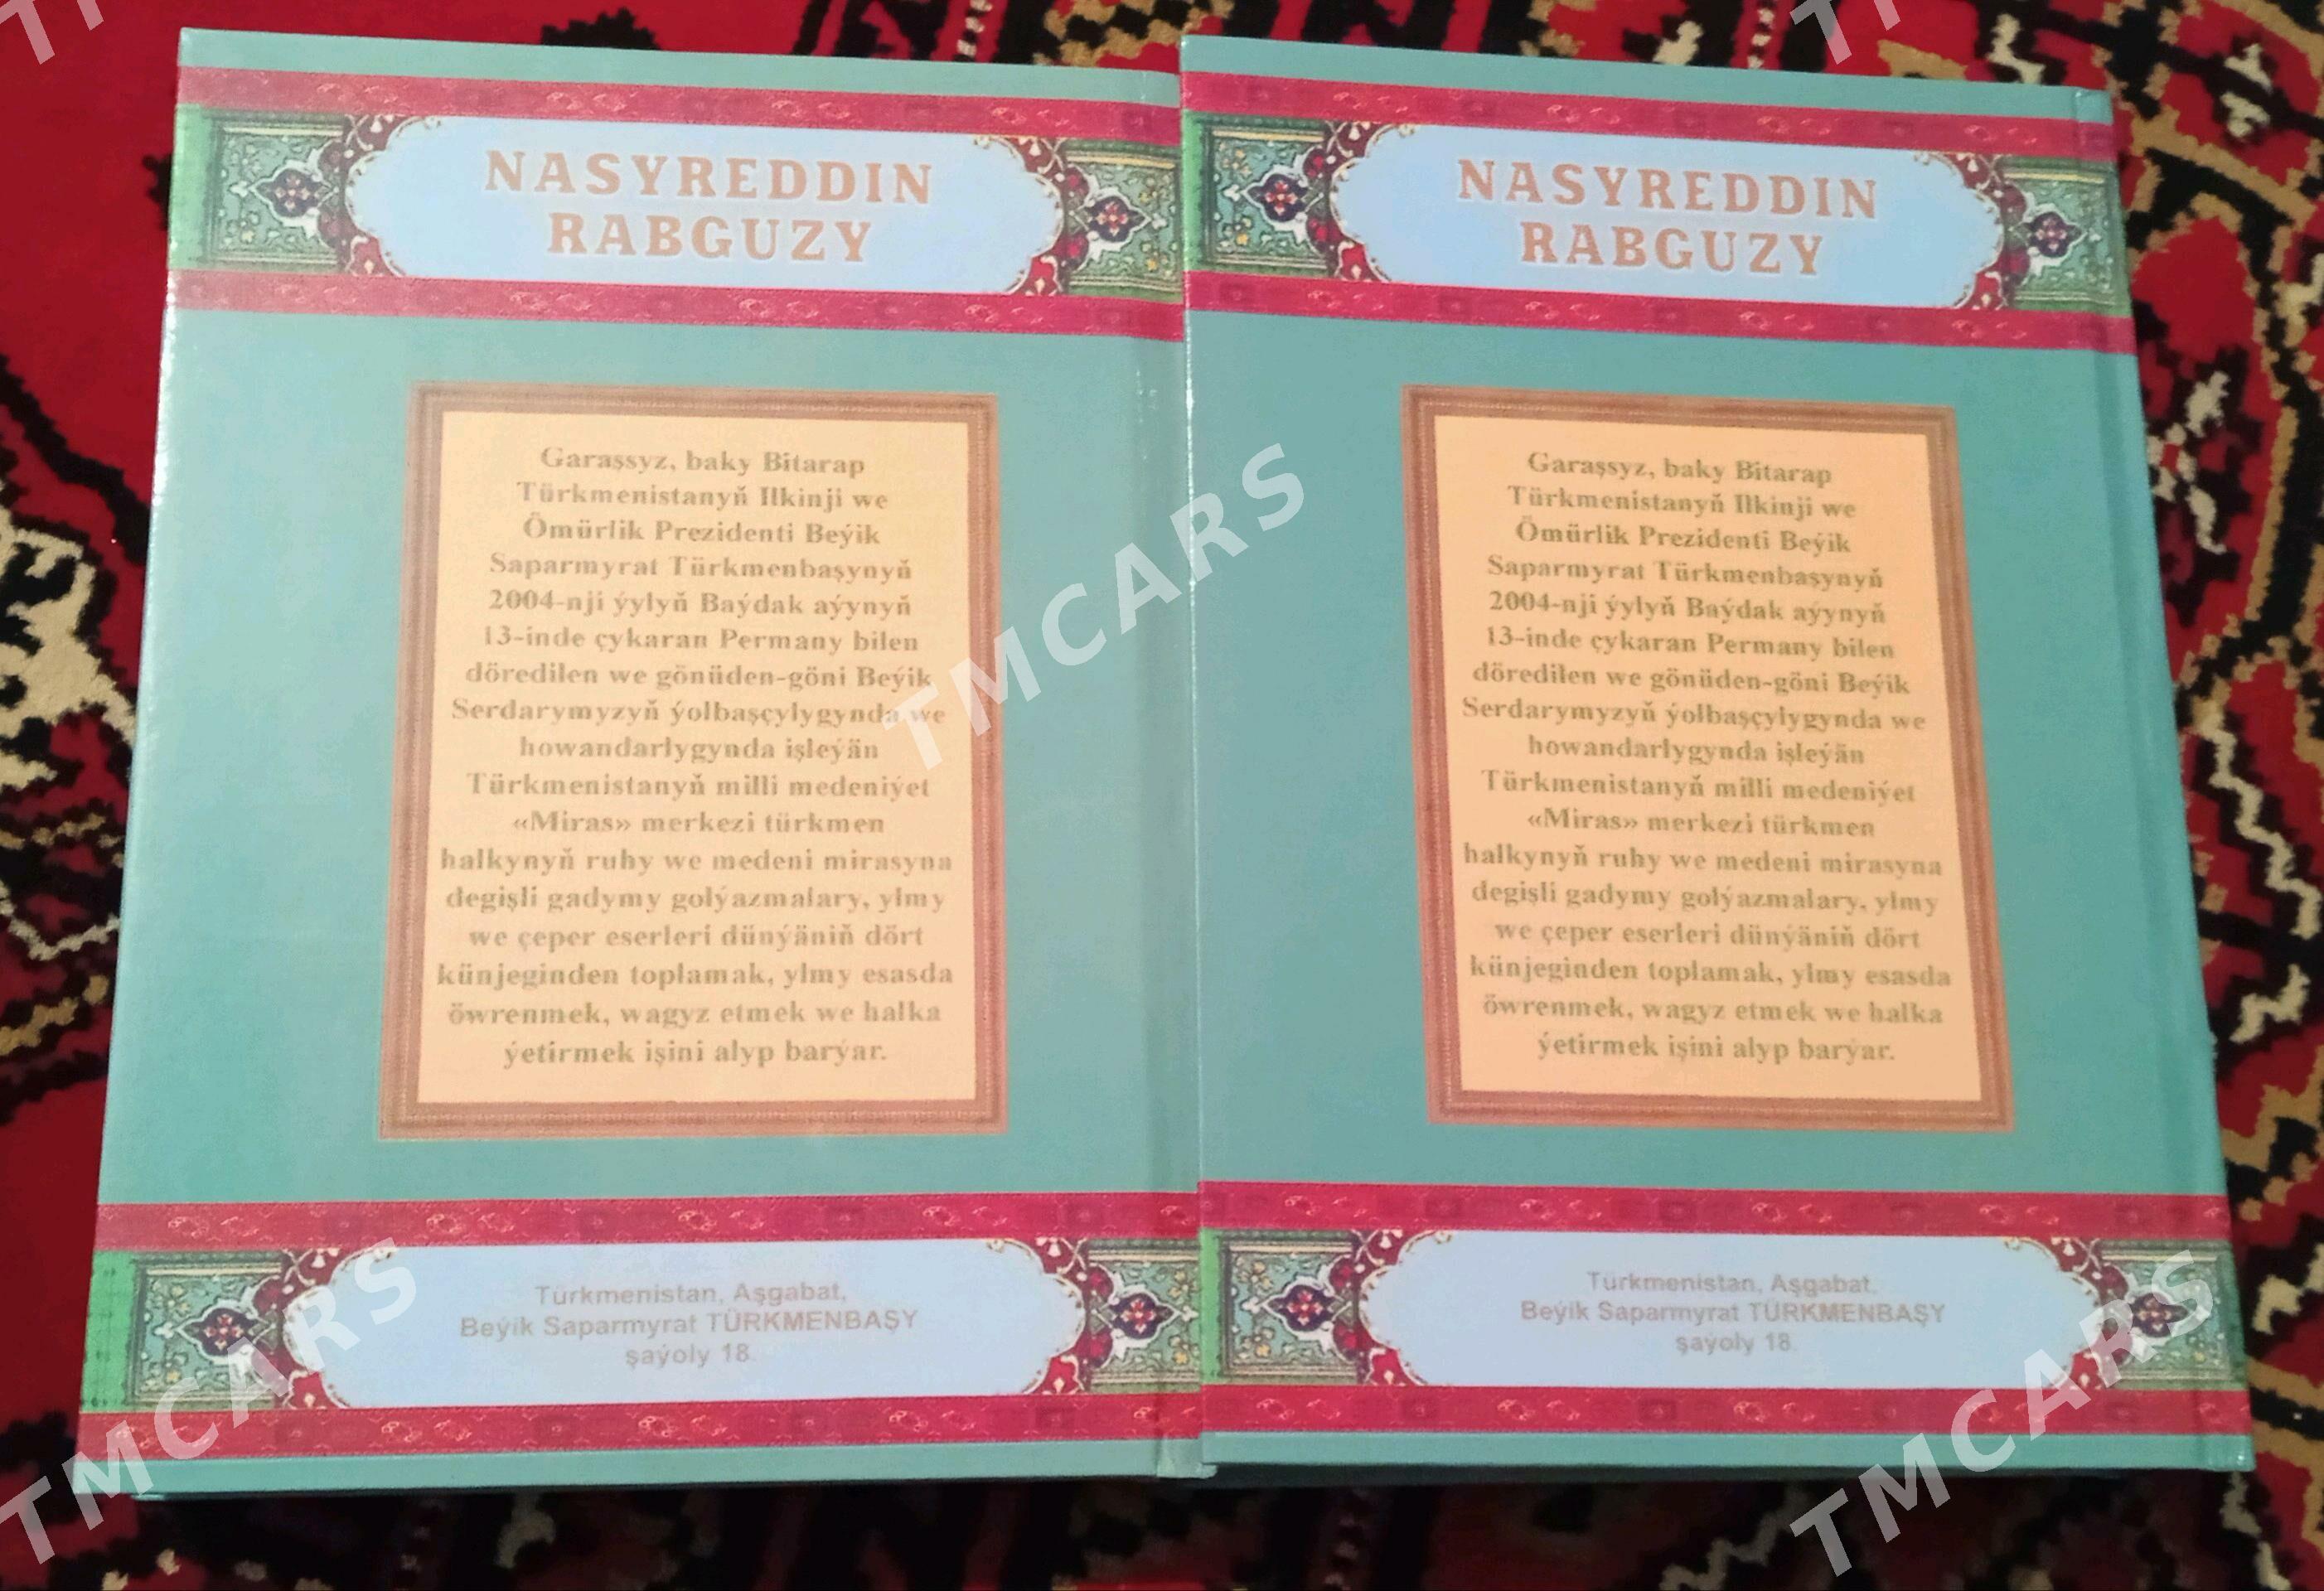 NASYREDDIN
RABGUZY
Garaşsyz, baky Bitarap
Türkmenistanyň Ilkinji we
Ömürlik Prezidenti Beýik
Saparmyrat Türkmenbaşynyň
2004-nji ýylyň Baýdak aýynyň
13-inde çykaran Permany bilen
döredilen we gönüden-göni Beýik
Serdarymyzyň ýolbaşçylygynda we
howandarlygynda işleýän
Türkmenistanyň milli medeniýet
«Miras» merkezi türkmen
halkynyň ruhy we medeni mirasyna
degişli gadymy golýazmalary, ylmy
we çeper eserleri dünýäniň dört
künjeginden toplamak, ylmy esasda
öwrenmek, wagyz etmek we halka
ýetirmek işini alyp barýar.
Türkmenistan, Aşgabat,
Beýik Saparmyrat TÜRKMENBAŞY
şaýoly 18.
NASYREDDIN
RABGUZY
Garaşsyz, baky Bitarap
Türkmenistanyň Ilkinji we
Ömürlik Prezidenti Beýik
Saparmyrat Türkmenbaşynyň
2004-nji ýylyň Baýdak aýynyň
13-inde çykaran Permany bilen
döredilen we gönüden-göni Beýik
Serdarymyzyň ýolbaşçylygynda we
howandarlygynda işleýän
Türkmenistanyň milli medeniýet
«Miras» merkezi türkmen
halkynyň ruhy we medeni mirasyna
degişli gadymy golýazmalary, ylmy
we çeper eserleri dünýäniň dört
künjeginden toplamak, ylmy esasda
öwrenmek, wagyz etmek we halka
ýetirmek işini alyp barýar.
Türkmenistan, Aşgabat,
Beýik Saparmyrat TÜRKMENBAŞY
şaýoly 18.
TMCARS
TMCARS
TMCARS